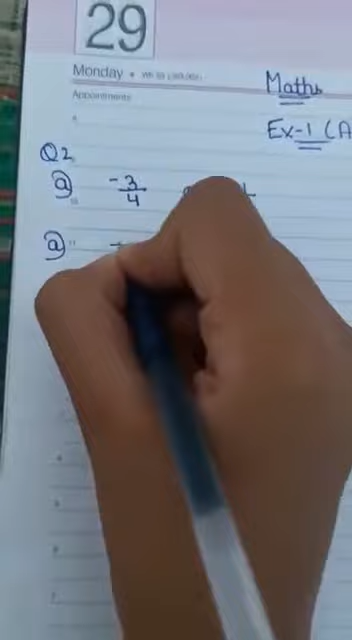 29
Monday
Appointments
Maths
Ex-1 (A
Q2
ⓐ -3/4
ⓐ